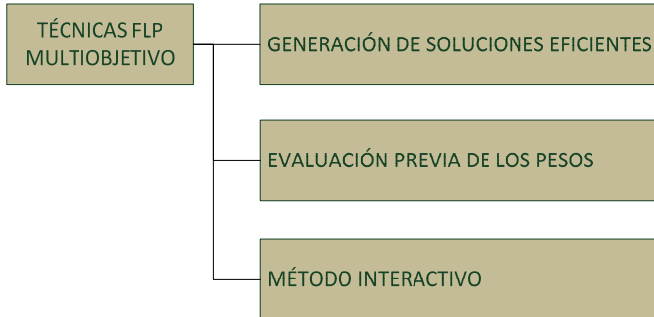 TÉCNICAS FLP
MULTIOBJETIVO
GENERACIÓN DE SOLUCIONES EFICIENTES
EVALUACIÓN PREVIA DE LOS PESOS
MÉTODO INTERACTIVO